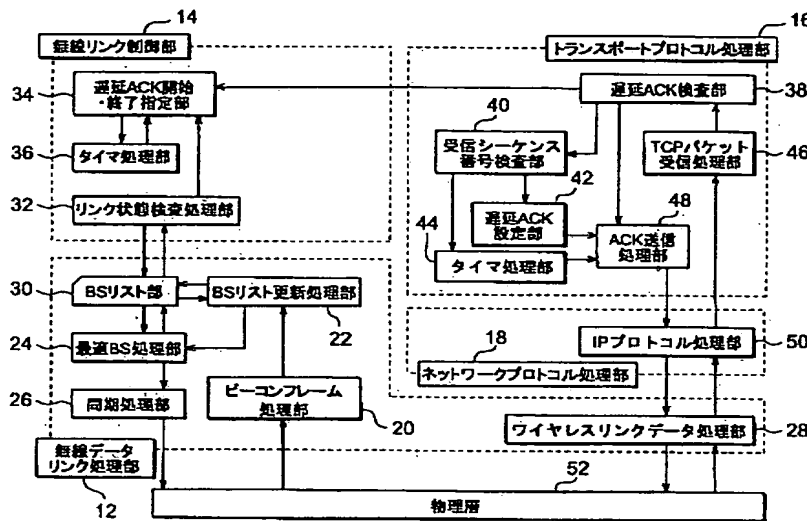 14
16
無線リンク制御部
トランスポートプロトコル処理部
34
遅延ACK開始
・終了指定部
遅延ACK検査部
38
40
36
タイマ処理部
受信シーケンス
番号検査部
TCPパケット
受信処理部
46
32
リンク状態検査処理部
42
遅延ACK
設定部
48
ACK送信
処理部
44
タイマ処理部
30
BSリスト部
BSリスト更新処理部
22
24
最適BS処理部
18
IPプロトコル処理部
50
ネットワークプロトコル処理部
26
同期処理部
ビーコンフレーム
処理部
20
ワイヤレスリンクデータ処理部
28
無線データ
リンク処理部
12
52
物理層